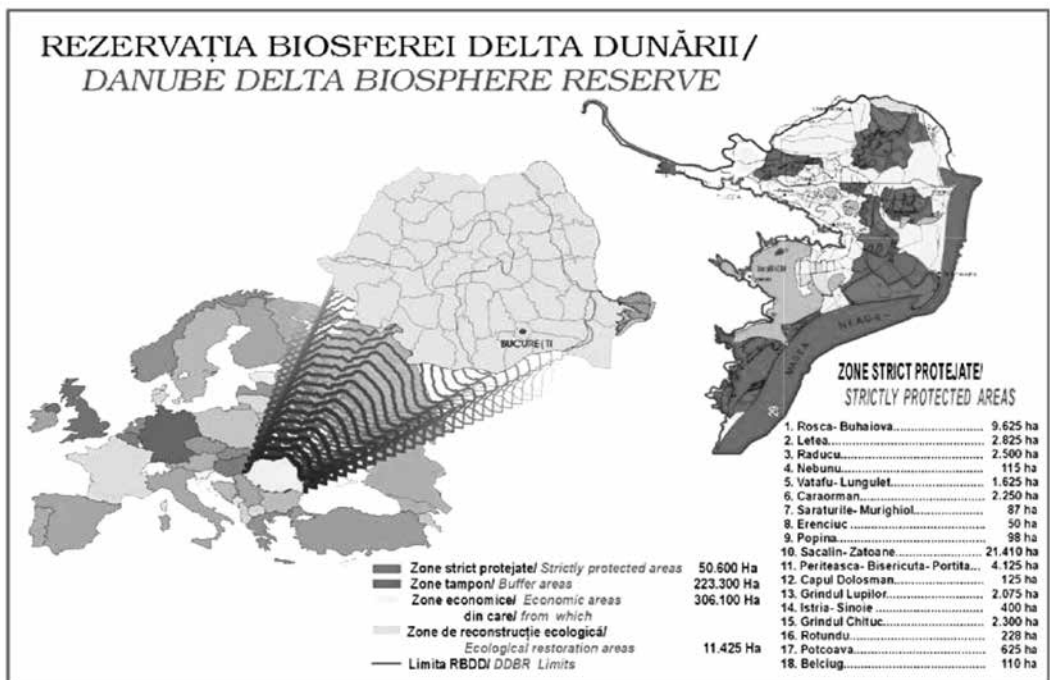 REZERVAȚIA BIOSFEREI DELTA DUNĂRII/
DANUBE DELTA BIOSPHERE RESERVE
BUCUREȘTI
NEAGRĂ
MAREA
29
ZONE STRICT PROTEJATE/
STRICTLY PROTECTED AREAS
1. Rosca- Buhaiova........................ 9.625 ha
2. Letea.......................................... 2.825 ha
3. Raducu....................................... 2.500 ha
4. Nebunu...................................... 115 ha
5. Vatafu- Lungulet........................ 1.625 ha
6. Caraorman................................. 2.250 ha
7. Saraturile- Murighiol.................. 87 ha
8. Erenciuc..................................... 50 ha
9. Popina........................................ 98 ha
10. Sacalin- Zatoane....................... 21.410 ha
11. Periteasca- Bisericuta- Portita... 4.125 ha
12. Capul Dolosman........................ 125 ha
13. Grindul Lupilor.......................... 2.075 ha
14. Istria- Sinoie.............................. 400 ha
15. Grindul Chituc........................... 2.300 ha
16. Rotundu..................................... 228 ha
17. Potcoava.................................... 625 ha
18. Belciug....................................... 110 ha
Zone strict protejate/ Strictly protected areas 50.600 Ha
Zone tampon/ Buffer areas 223.300 Ha
Zone economice/ Economic areas 306.100 Ha
din care/ from which
Zone de reconstrucție ecologică/
Ecological restoration areas 11.425 Ha
Limita RBDD/ DDBR Limits